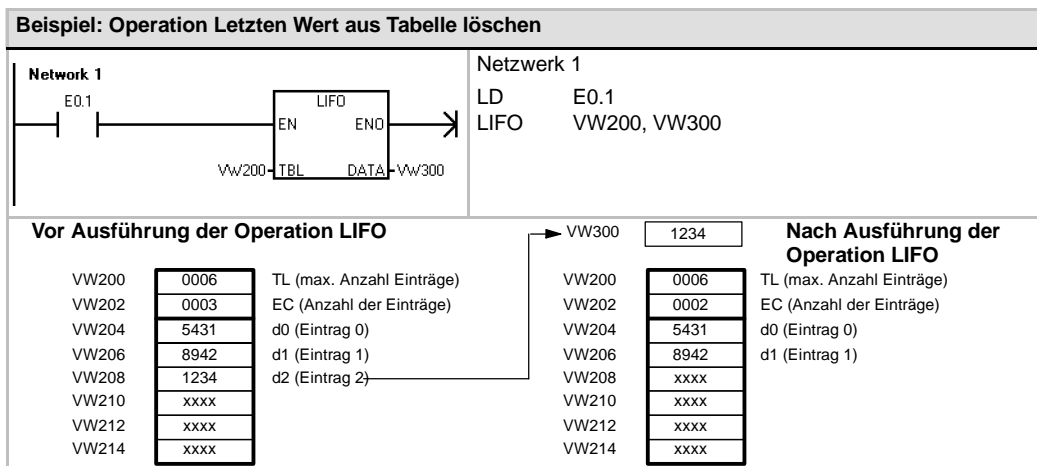 Beispiel: Operation Letzten Wert aus Tabelle löschen
Network 1
E0.1
LIFO
EN ENO
VW200 TBL DATA VW300
Netzwerk 1
LD E0.1
LIFO VW200, VW300
Vor Ausführung der Operation LIFO
VW200 0006 TL (max. Anzahl Einträge)
VW202 0003 EC (Anzahl der Einträge)
VW204 5431 d0 (Eintrag 0)
VW206 8942 d1 (Eintrag 1)
VW208 1234 d2 (Eintrag 2)
VW210 xxxx
VW212 xxxx
VW214 xxxx
VW300 1234
Nach Ausführung der
Operation LIFO
VW200 0006 TL (max. Anzahl Einträge)
VW202 0002 EC (Anzahl der Einträge)
VW204 5431 d0 (Eintrag 0)
VW206 8942 d1 (Eintrag 1)
VW208 xxxx
VW210 xxxx
VW212 xxxx
VW214 xxxx